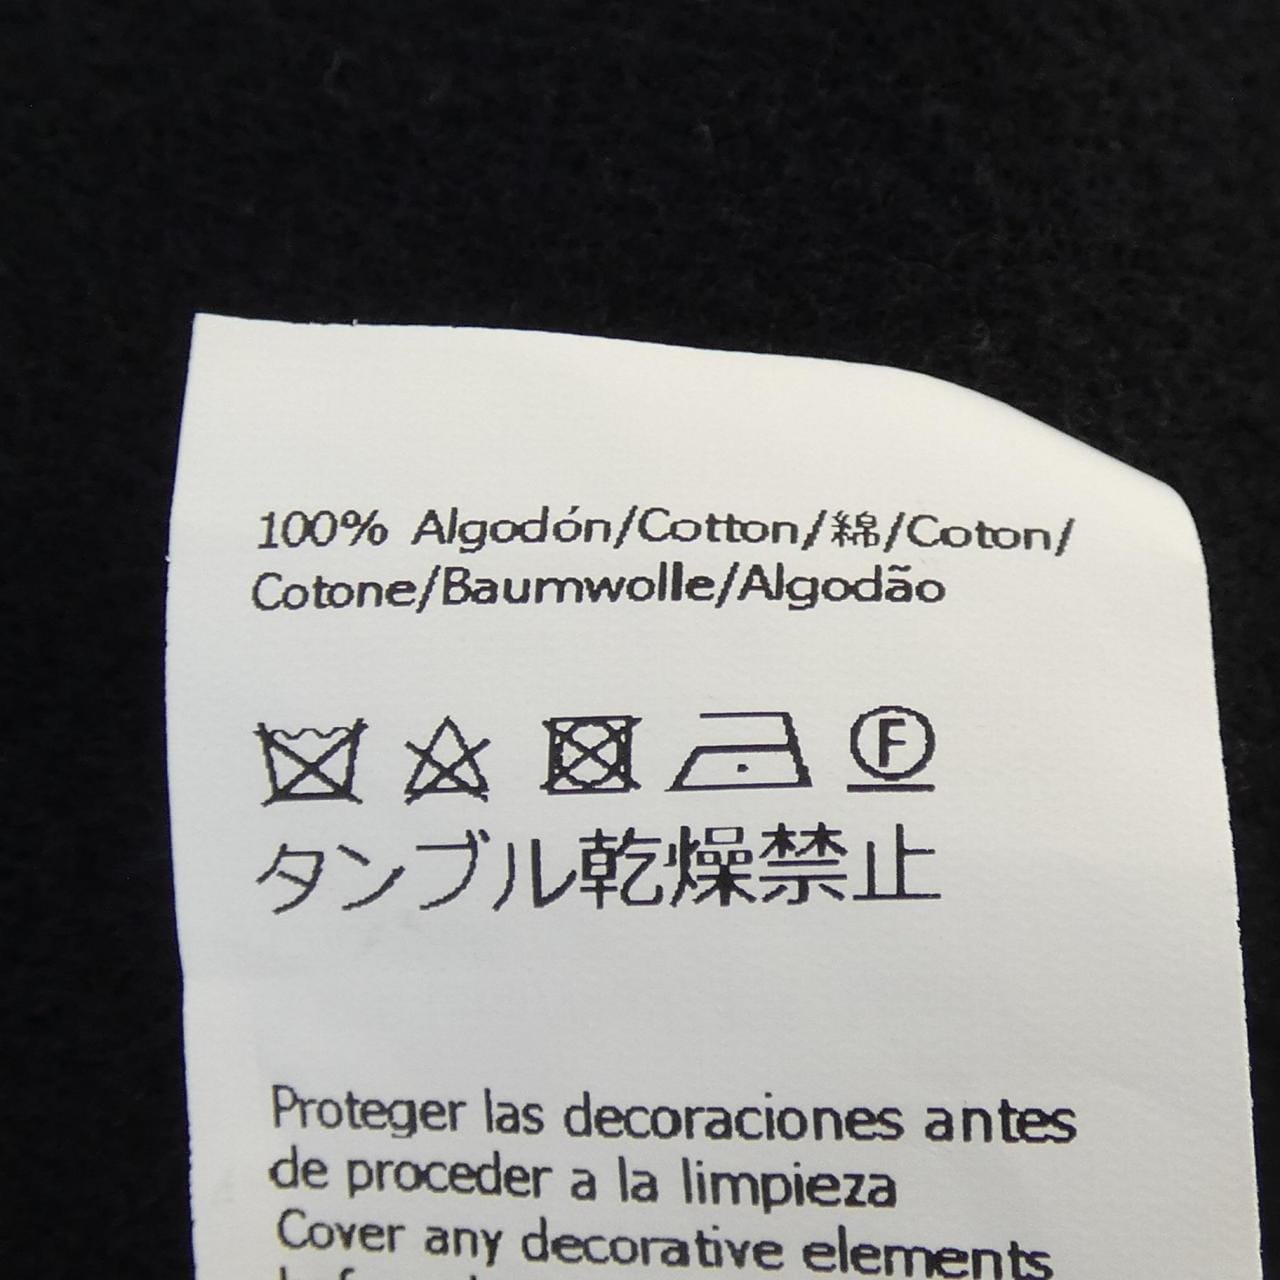 100% Algodón/Cotton/綿/Coton/
Cotone/Baumwolle/Algodão
F
タンブル乾燥禁止
Proteger las decoraciones antes
de proceder a la limpieza
Cover any decorative elements